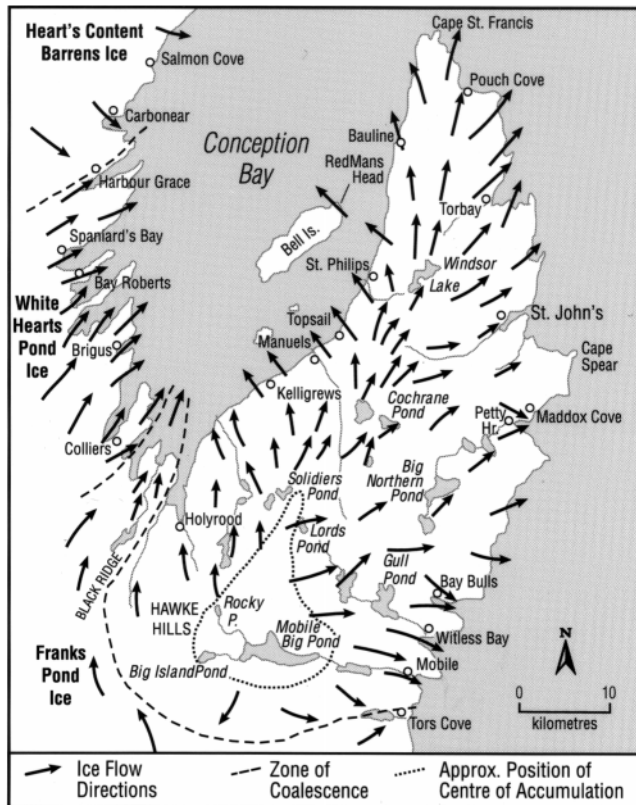 Heart's Content
Barrens Ice
Salmon Cove
Carbonear
Harbour Grace
Spaniard's Bay
Bay Roberts
White
Hearts
Pond
Ice
Brigus
Colliers
Conception
Bay
Cape St. Francis
Pouch Cove
Bauline
RedMans
Head
Bell Is.
Torbay
St. Philips
Windsor
Lake
Topsail
Manuels
St. John's
Cape
Spear
Kelligrews
Cochrane
Pond
Petty
Hr.
Maddox Cove
Big
Northern
Pond
Solidiers
Pond
Holyrood
Lords
Pond
Gull
Pond
Bay Bulls
BLACK RIDGE
HAWKE
HILLS
Rocky
P.
Mobile
Big Pond
Witless Bay
Franks
Pond
Ice
Big IslandPond
Mobile
Tors Cove
N
0 10
kilometres
Ice Flow
Directions
Zone of
Coalescence
Approx. Position of
Centre of Accumulation